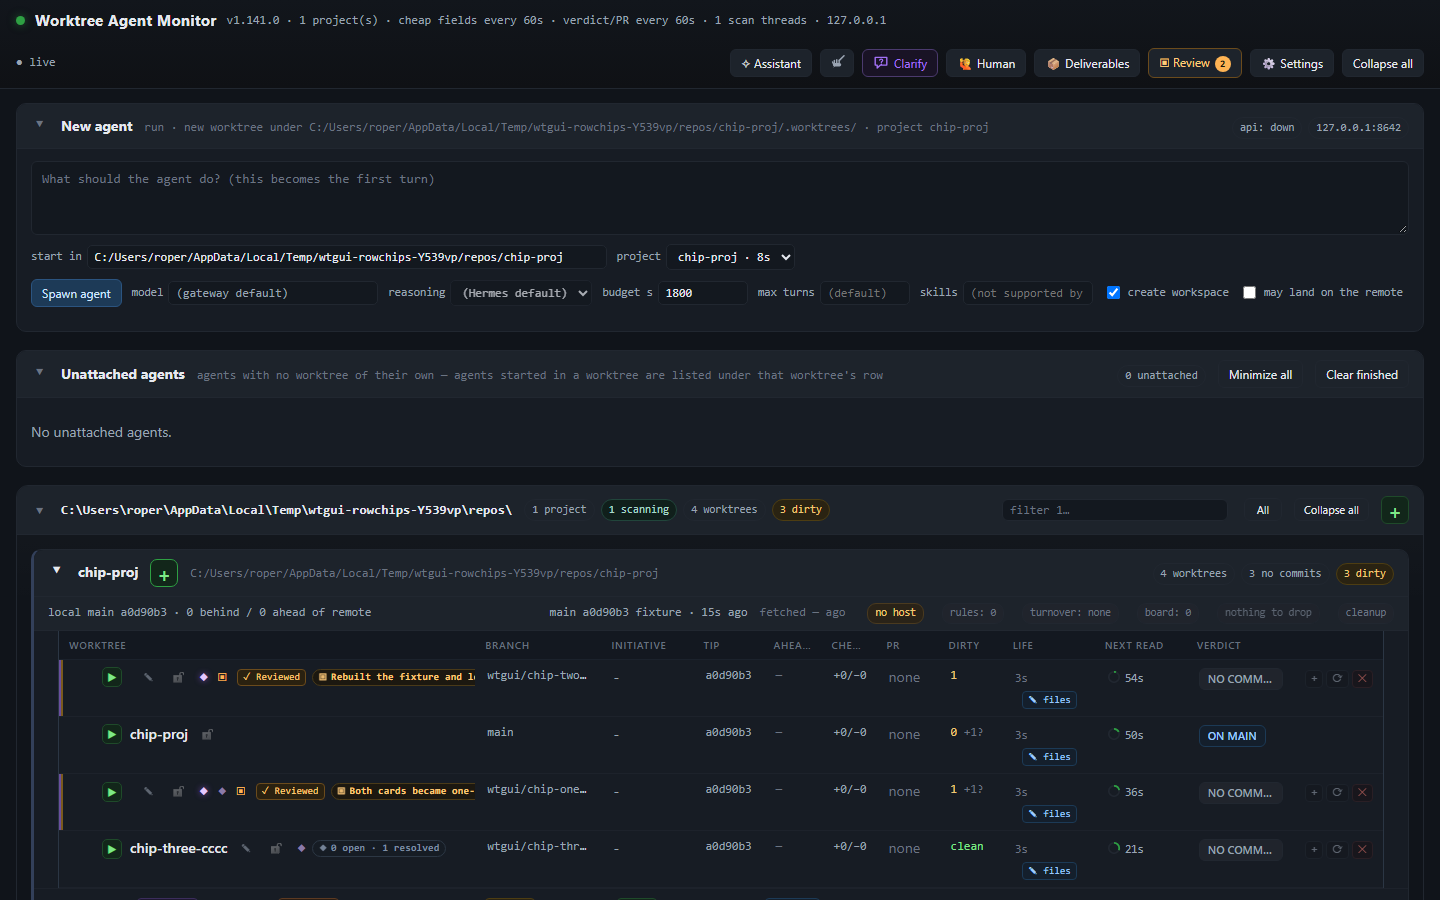 Worktree Agent Monitor v1.141.0 · 1 project(s) · cheap fields every 60s · verdict/PR every 60s · 1 scan threads · 127.0.0.1
live
Assistant Clarify Human Deliverables Review 2 Settings Collapse all
New agent run · new worktree under C:/Users/roper/AppData/Local/Temp/wtgui-rowchips-Y539vp/repos/chip-proj/.worktrees/ · project chip-proj api: down 127.0.0.1:8642
What should the agent do? (this becomes the first turn)
start in C:/Users/roper/AppData/Local/Temp/wtgui-rowchips-Y539vp/repos/chip-proj project chip-proj · 8s
Spawn agent model (gateway default) reasoning (Hermes default) budget s 1800 max turns (default) skills (not supported by create workspace may land on the remote
Unattached agents agents with no worktree of their own — agents started in a worktree are listed under that worktree's row 0 unattached Minimize all Clear finished
No unattached agents.
C:\Users\roper\AppData\Local\Temp\wtgui-rowchips-Y539vp\repos\ 1 project 1 scanning 4 worktrees 3 dirty filter 1… All Collapse all +
chip-proj + C:/Users/roper/AppData/Local/Temp/wtgui-rowchips-Y539vp/repos/chip-proj 4 worktrees 3 no commits 3 dirty
local main a0d90b3 · 0 behind / 0 ahead of remote main a0d90b3 fixture · 15s ago fetched — ago no host rules: 0 turnover: none board: 0 nothing to drop cleanup
WORKTREE BRANCH INITIATIVE TIP AHEA… CHE… PR DIRTY LIFE NEXT READ VERDICT
✓ Reviewed Rebuilt the fixture and wtgui/chip-two… – a0d90b3 — +0/−0 none 1 3s 54s NO COMM… +
files
chip-proj main – a0d90b3 — +0/−0 none 0 +1? 3s 50s ON MAIN
files
✓ Reviewed Both cards became one- wtgui/chip-one… – a0d90b3 — +0/−0 none 1 +1? 3s 36s NO COMM… +
files
chip-three-cccc 0 open · 1 resolved wtgui/chip-thr… – a0d90b3 — +0/−0 none clean 3s 21s NO COMM… +
files